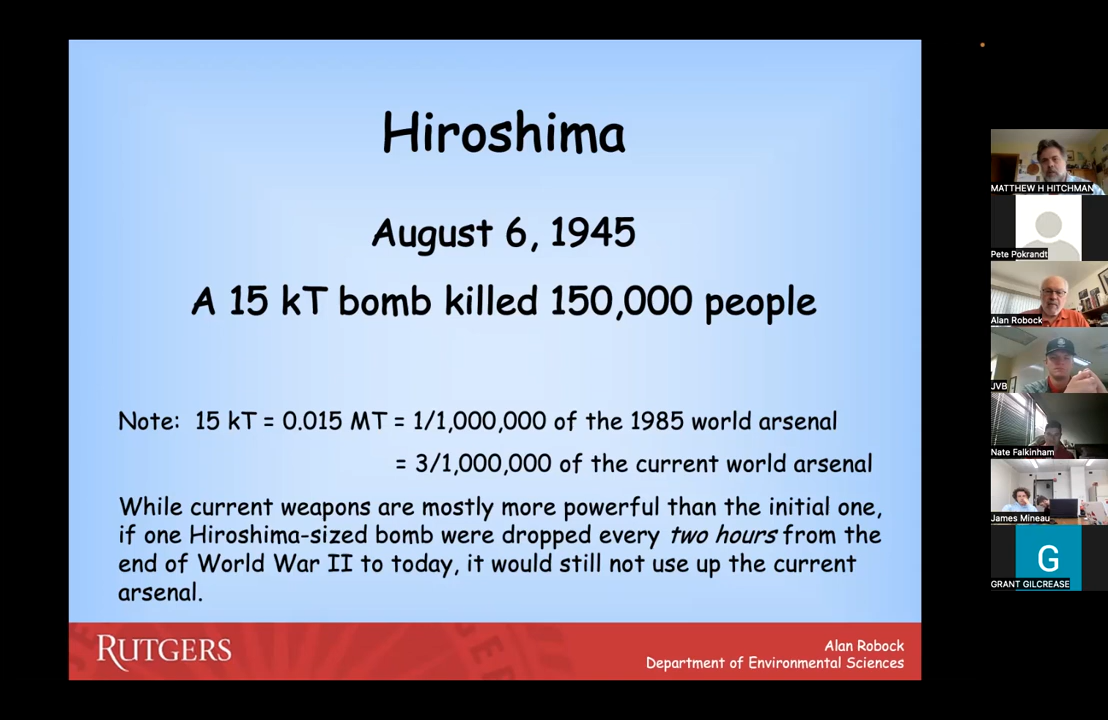 Hiroshima
August 6, 1945
A 15 kT bomb killed 150,000 people
Note: 15 kT = 0.015 MT = 1/1,000,000 of the 1985 world arsenal
= 3/1,000,000 of the current world arsenal
While current weapons are mostly more powerful than the initial one,
if one Hiroshima-sized bomb were dropped every two hours from the
end of World War II to today, it would still not use up the current
arsenal.
RUTGERS
Alan Robock
Department of Environmental Sciences
MATTHEW H HITCHMAN
Pete Pokrandt
Alan Robock
JVB
Nate Falkinham
James Mineau
G
GRANT GILCREASE